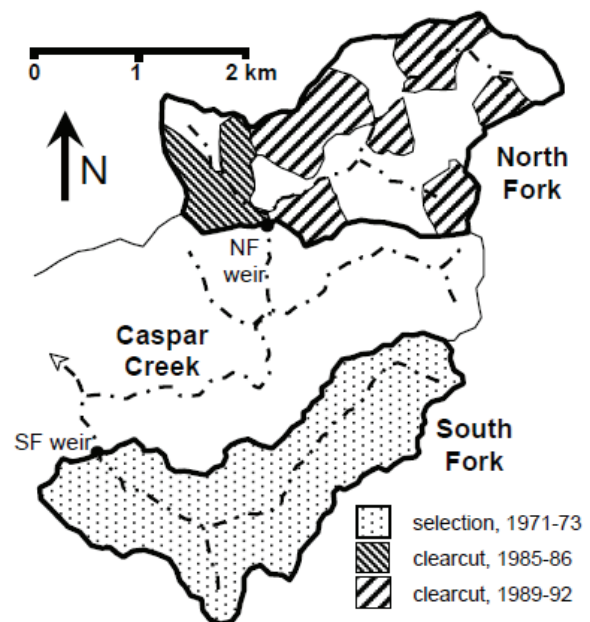 0 1 2 km
N
North
Fork
NF
weir
Caspar
Creek
SF weir
South
Fork
selection, 1971-73
clearcut, 1985-86
clearcut, 1989-92